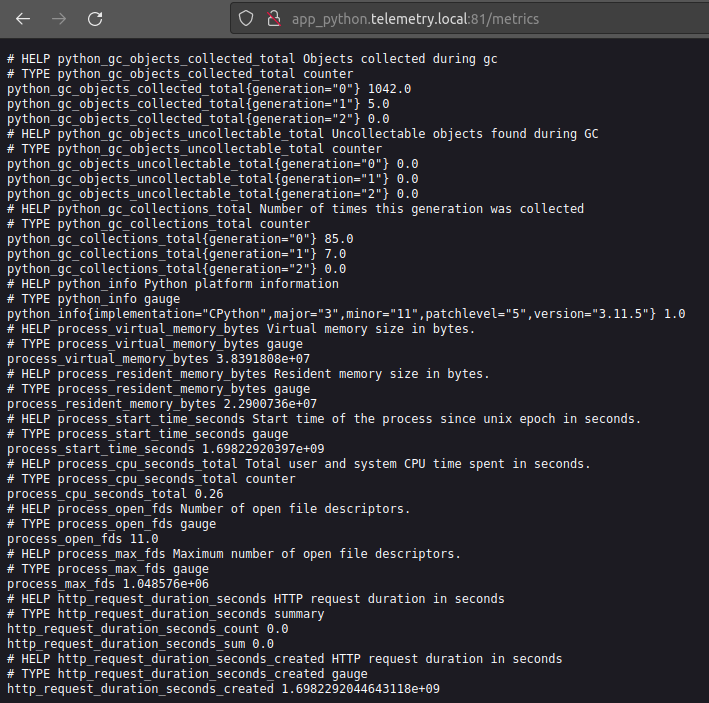 app_python.telemetry.local:81/metrics
# HELP python_gc_objects_collected_total Objects collected during gc
# TYPE python_gc_objects_collected_total counter
python_gc_objects_collected_total{generation="0"} 1042.0
python_gc_objects_collected_total{generation="1"} 5.0
python_gc_objects_collected_total{generation="2"} 0.0
# HELP python_gc_objects_uncollectable_total Uncollectable objects found during GC
# TYPE python_gc_objects_uncollectable_total counter
python_gc_objects_uncollectable_total{generation="0"} 0.0
python_gc_objects_uncollectable_total{generation="1"} 0.0
python_gc_objects_uncollectable_total{generation="2"} 0.0
# HELP python_gc_collections_total Number of times this generation was collected
# TYPE python_gc_collections_total counter
python_gc_collections_total{generation="0"} 85.0
python_gc_collections_total{generation="1"} 7.0
python_gc_collections_total{generation="2"} 0.0
# HELP python_info Python platform information
# TYPE python_info gauge
python_info{implementation="CPython",major="3",minor="11",patchlevel="5",version="3.11.5"} 1.0
# HELP process_virtual_memory_bytes Virtual memory size in bytes.
# TYPE process_virtual_memory_bytes gauge
process_virtual_memory_bytes 3.8391808e+07
# HELP process_resident_memory_bytes Resident memory size in bytes.
# TYPE process_resident_memory_bytes gauge
process_resident_memory_bytes 2.2900736e+07
# HELP process_start_time_seconds Start time of the process since unix epoch in seconds.
# TYPE process_start_time_seconds gauge
process_start_time_seconds 1.69822920397e+09
# HELP process_cpu_seconds_total Total user and system CPU time spent in seconds.
# TYPE process_cpu_seconds_total counter
process_cpu_seconds_total 0.26
# HELP process_open_fds Number of open file descriptors.
# TYPE process_open_fds gauge
process_open_fds 11.0
# HELP process_max_fds Maximum number of open file descriptors.
# TYPE process_max_fds gauge
process_max_fds 1.048576e+06
# HELP http_request_duration_seconds HTTP request duration in seconds
# TYPE http_request_duration_seconds summary
http_request_duration_seconds_count 0.0
http_request_duration_seconds_sum 0.0
# HELP http_request_duration_seconds_created HTTP request duration in seconds
# TYPE http_request_duration_seconds_created gauge
http_request_duration_seconds_created 1.6982292044643118e+09